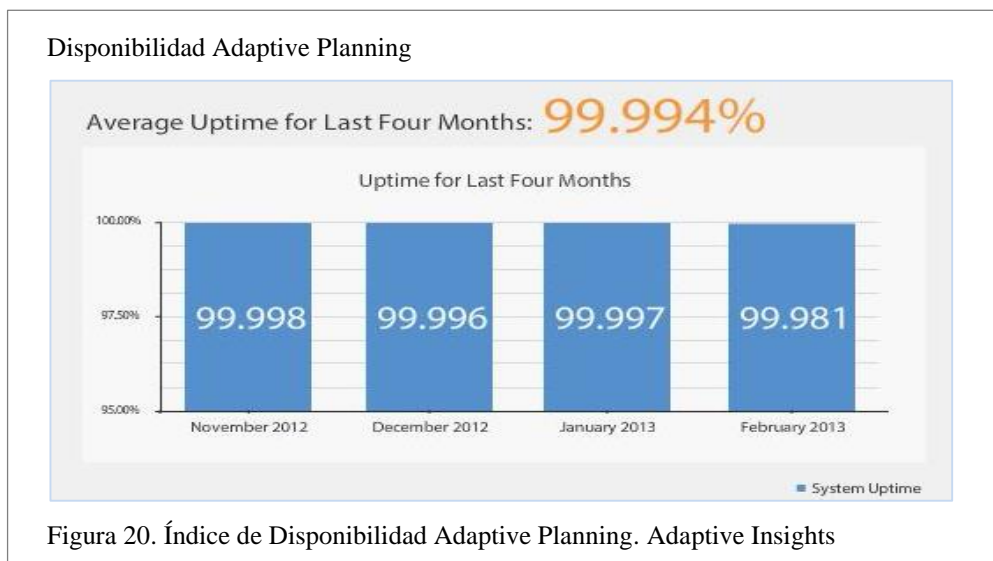 Disponibilidad Adaptive Planning
Average Uptime for Last Four Months: 99.994%
Uptime for Last Four Months
100.00%
97.50%
95.00%
99.998
99.996
99.997
99.981
November 2012
December 2012
January 2013
February 2013
System Uptime
Figura 20. Índice de Disponibilidad Adaptive Planning. Adaptive Insights